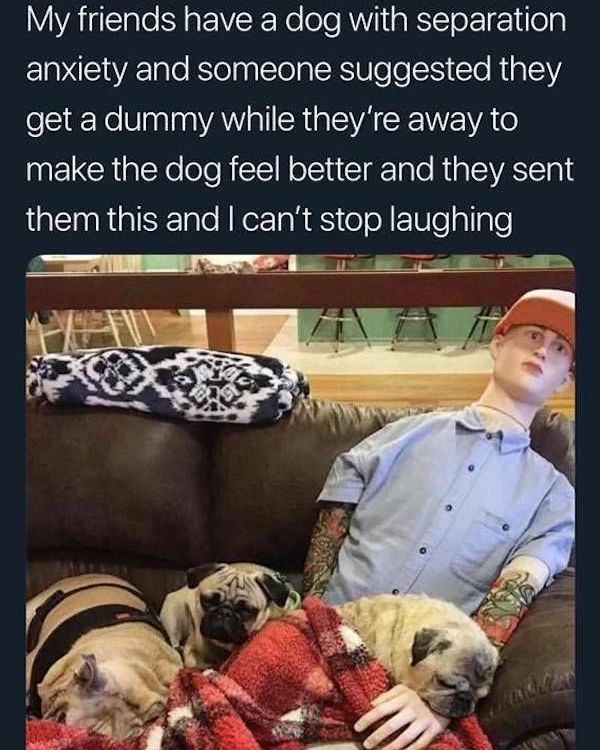 My friends have a dog with separation
anxiety and someone suggested they
get a dummy while they're away to
make the dog feel better and they sent
them this and I can't stop laughing